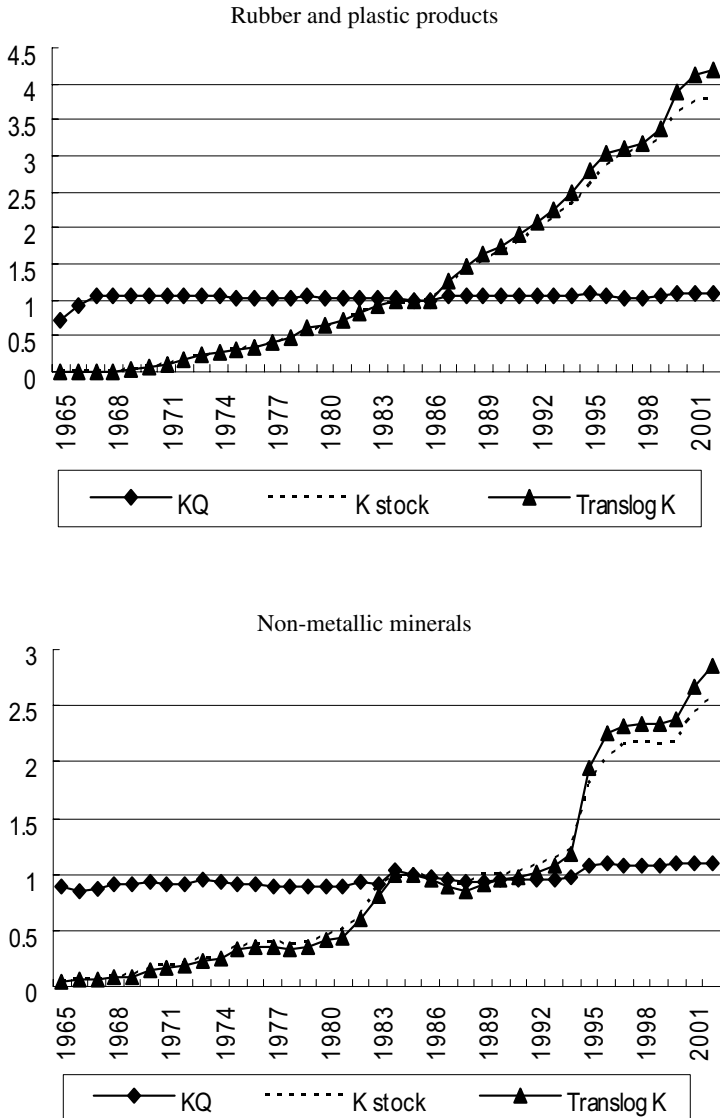 Rubber and plastic products
4.5
4
3.5
3
2.5
2
1.5
1
0.5
0
1965 1968 1971 1974 1977 1980 1983 1986 1989 1992 1995 1998 2001
KQ K stock Translog K
Non-metallic minerals
3
2.5
2
1.5
1
0.5
0
1965 1968 1971 1974 1977 1980 1983 1986 1989 1992 1995 1998 2001
KQ K stock Translog K